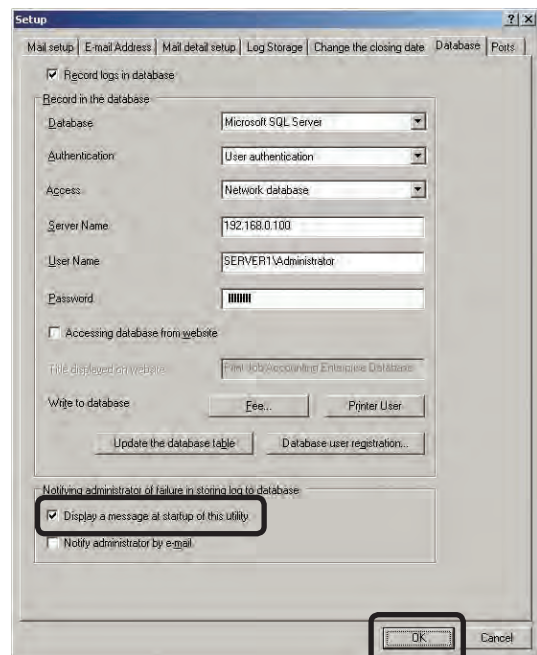 Setup
Mail setup E-mail Address Mail detail setup Log Storage Change the closing date Database Ports
Record logs in database
Record in the database
Database Microsoft SQL Server
Authentication User authentication
Access Network database
Server Name 192.168.0.100
User Name SERVER1\Administrator
Password
Accessing database from website
Title displayed on website Print Job Accounting Enterprise Database
Write to database Fee... Printer User
Update the database table Database user registration...
Notifying administrator of failure in storing log to database
Display a message at startup of this utility
Notify administrator by e-mail
OK Cancel